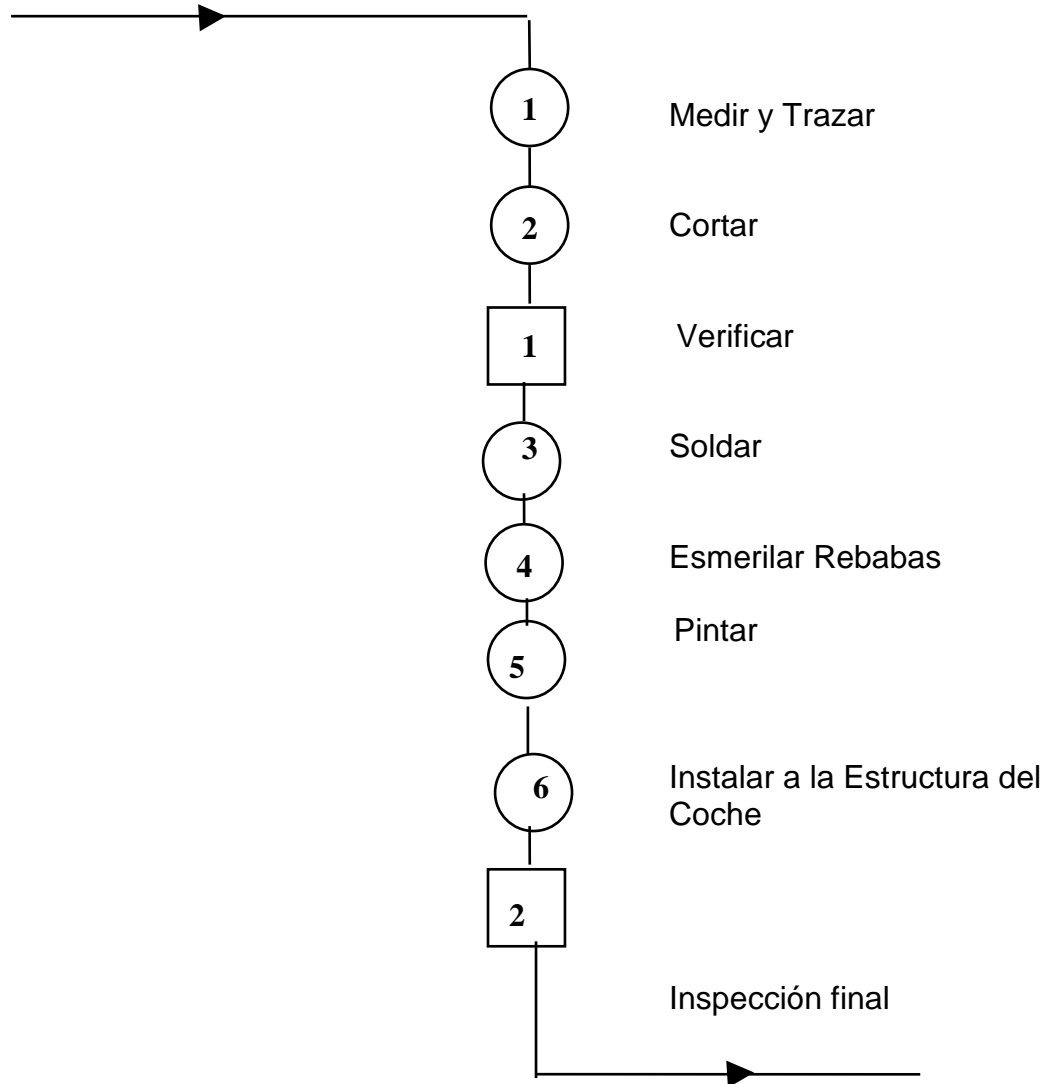 1 Medir y Trazar
2 Cortar
1 Verificar
3 Soldar
4 Esmerilar Rebabas
5 Pintar
6 Instalar a la Estructura del
Coche
2
Inspección final